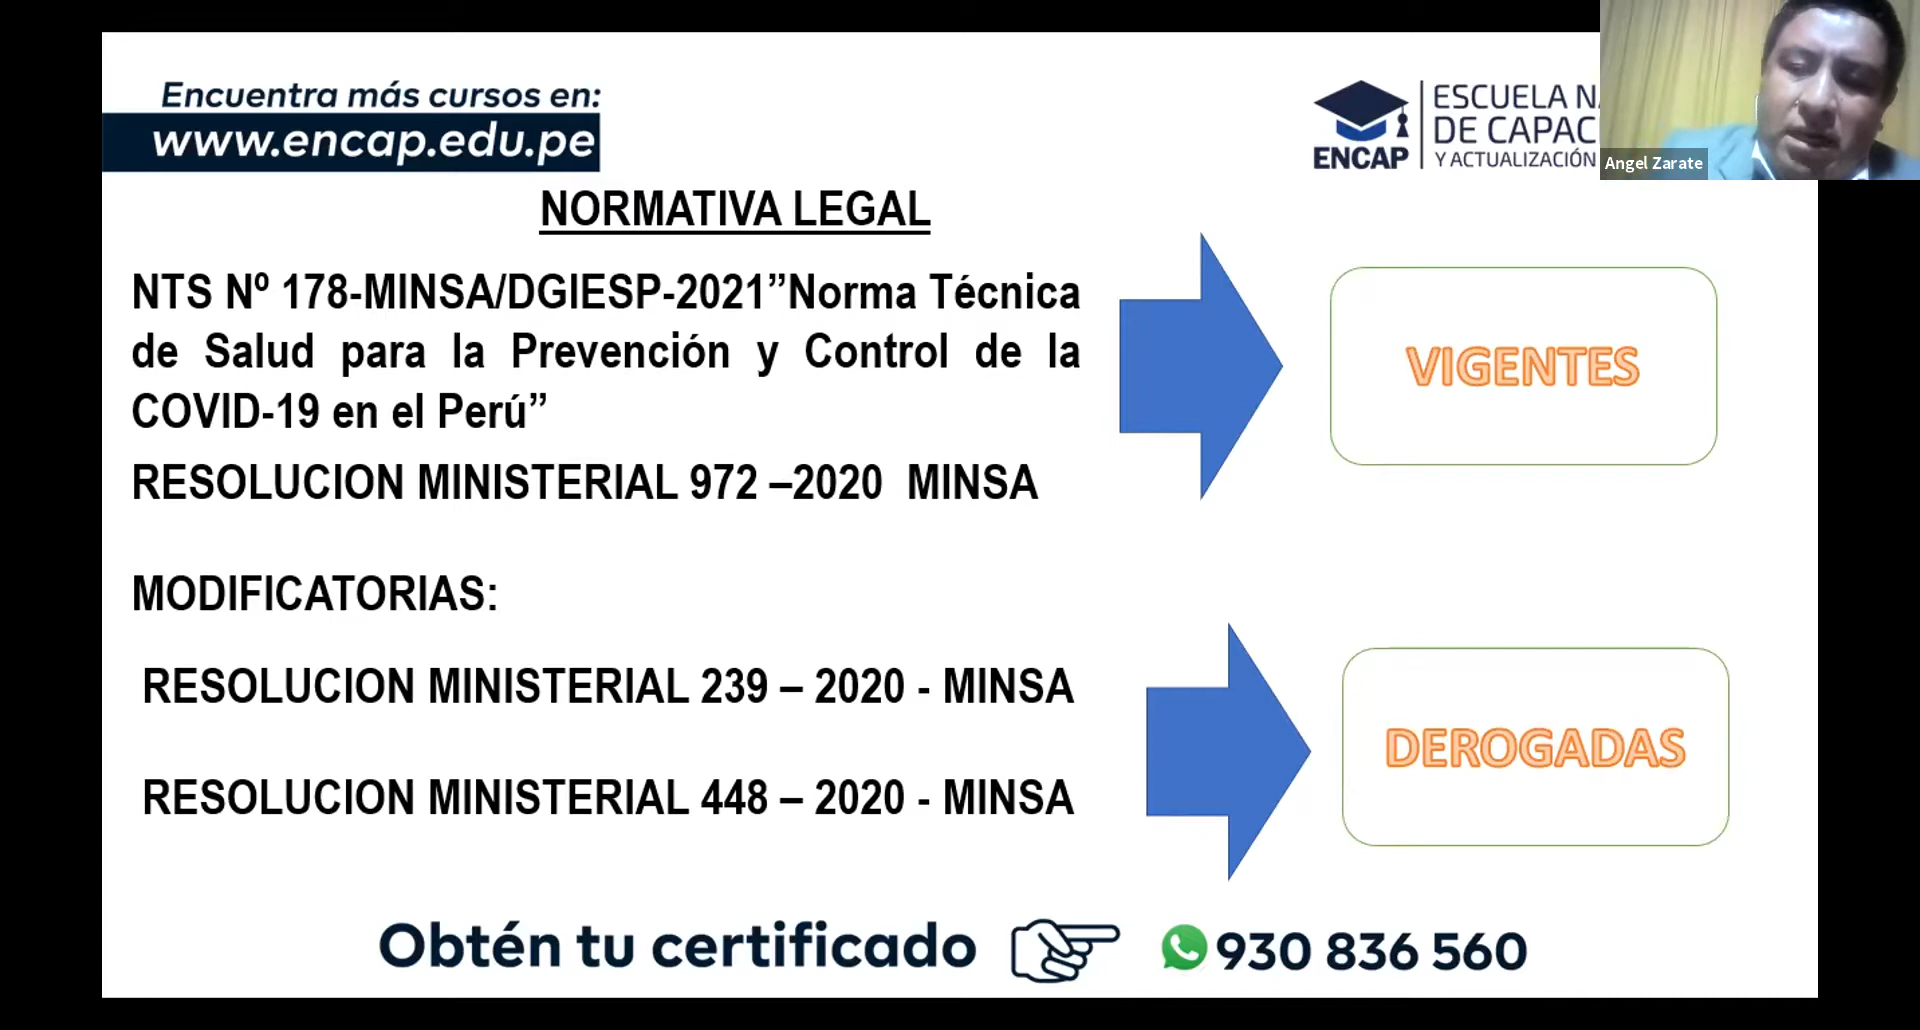 Encuentra más cursos en:
www.encap.edu.pe
ENCAP
ESCUELA
DE
Y ACTUALIZACIÓN
Angel Zarate
NORMATIVA LEGAL
NTS Nº 178-MINSA/DGIESP-2021”Norma Técnica
de Salud para la Prevención y Control de la
COVID-19 en el Perú”
RESOLUCION MINISTERIAL 972 –2020 MINSA
VIGENTES
MODIFICATORIAS:
RESOLUCION MINISTERIAL 239 – 2020 - MINSA
RESOLUCION MINISTERIAL 448 – 2020 - MINSA
DEROGADAS
Obtén tu certificado
930 836 560